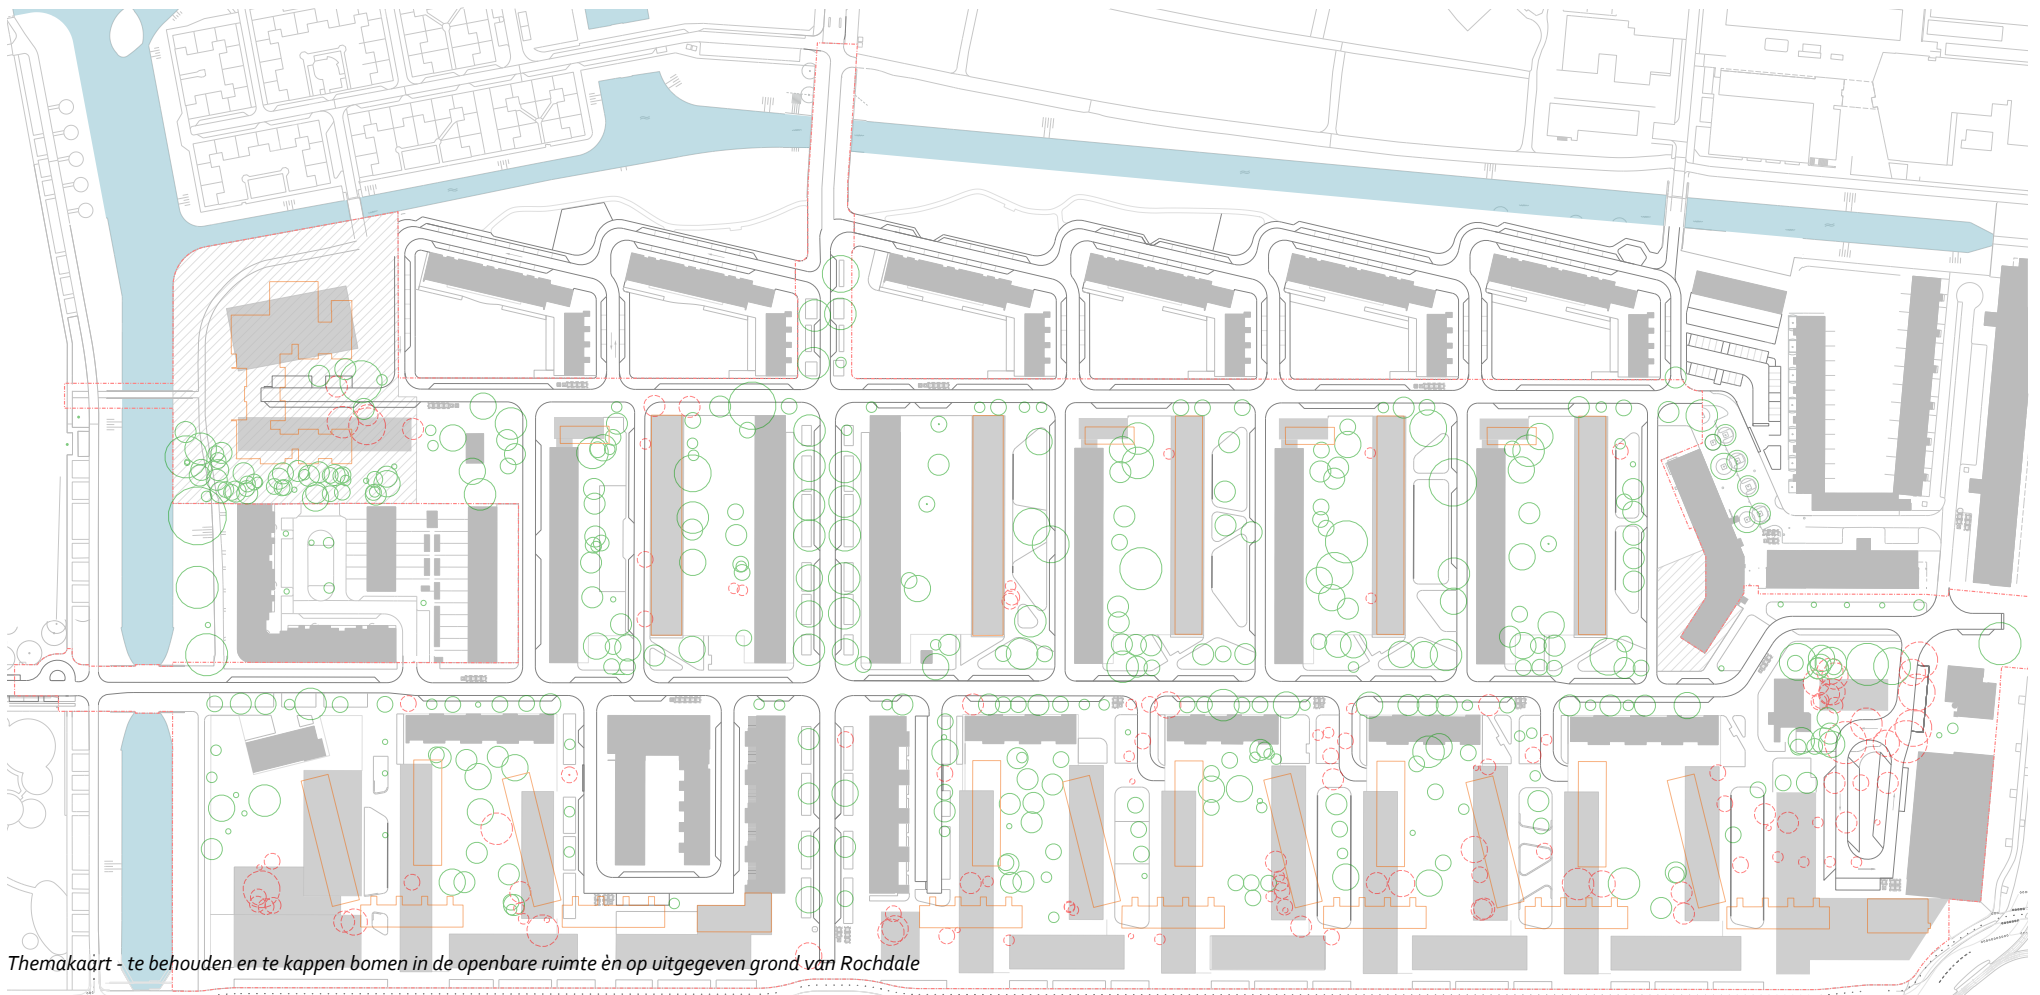 Themakaart - te behouden en te kappen bomen in de openbare ruimte èn op uitgegeven grond van Rochdale